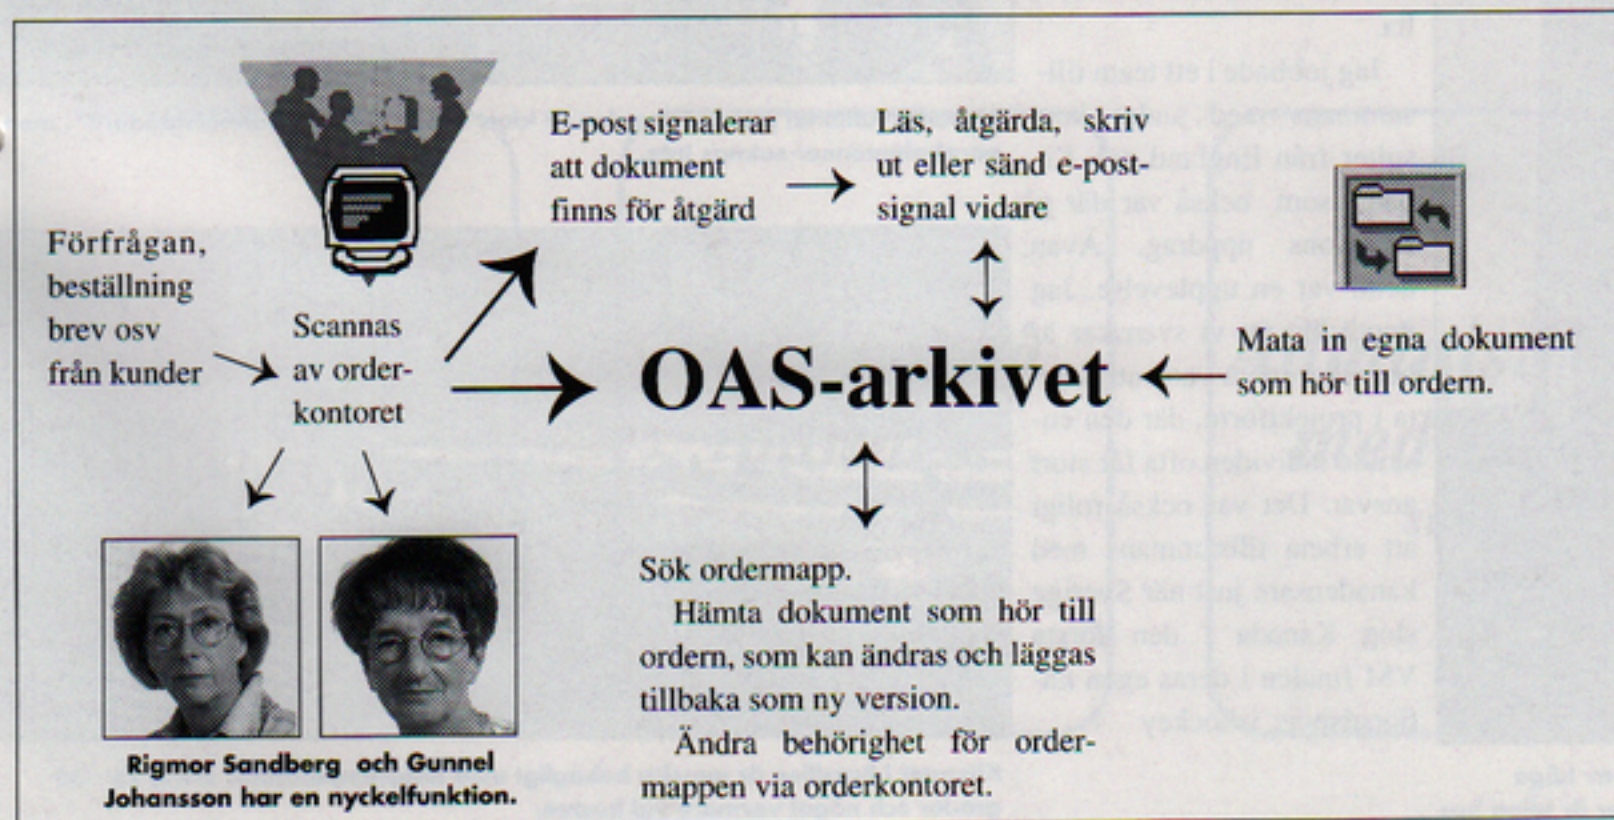 E-post signalerar
att dokument
finns för åtgärd
Läs, åtgärda, skriv
ut eller sänd e-post-
signal vidare
Förfrågan,
beställning
brev osv
från kunder
Scannas
av order-
kontoret
OAS-arkivet
Mata in egna dokument
som hör till ordern.
Sök ordermapp.
Hämta dokument som hör till
ordern, som kan ändras och läggas
tillbaka som ny version.
Ändra behörighet för order-
mappen via orderkontoret.
Rigmor Sandberg och Gunnel
Johansson har en nyckelfunktion.